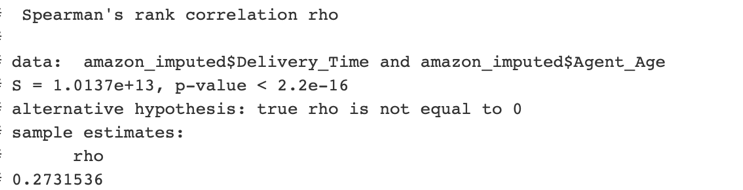 # Spearman's rank correlation rho
#
# data:  amazon_imputed$Delivery_Time and amazon_imputed$Agent_Age
# S = 1.0137e+13, p-value < 2.2e-16
# alternative hypothesis: true rho is not equal to 0
# sample estimates:
#       rho
# 0.2731536